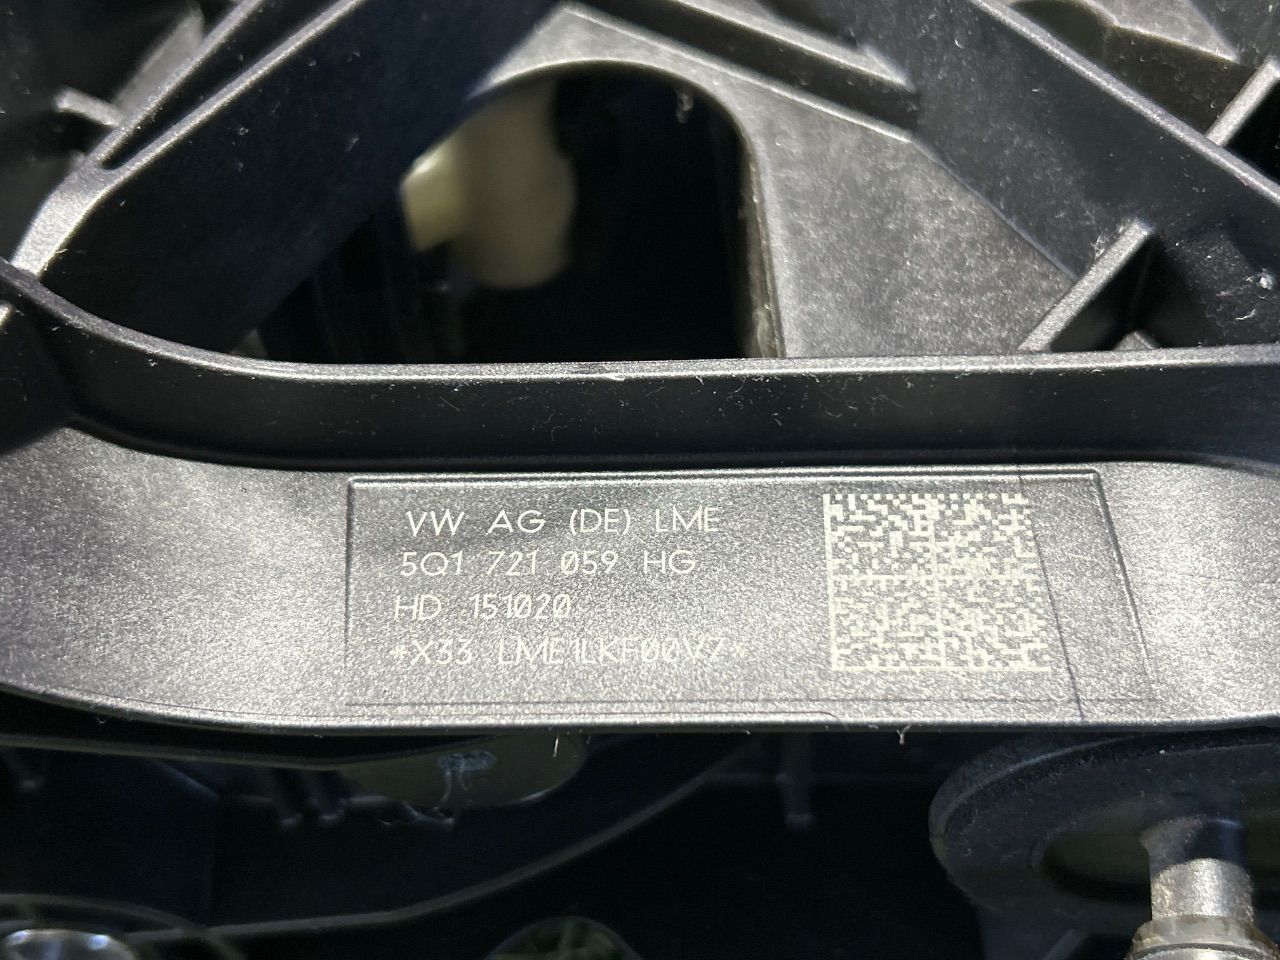 VW AG (DE) LME
5Q1 721 059 HG
HD 151020
*X33 LME1LKF00V7*